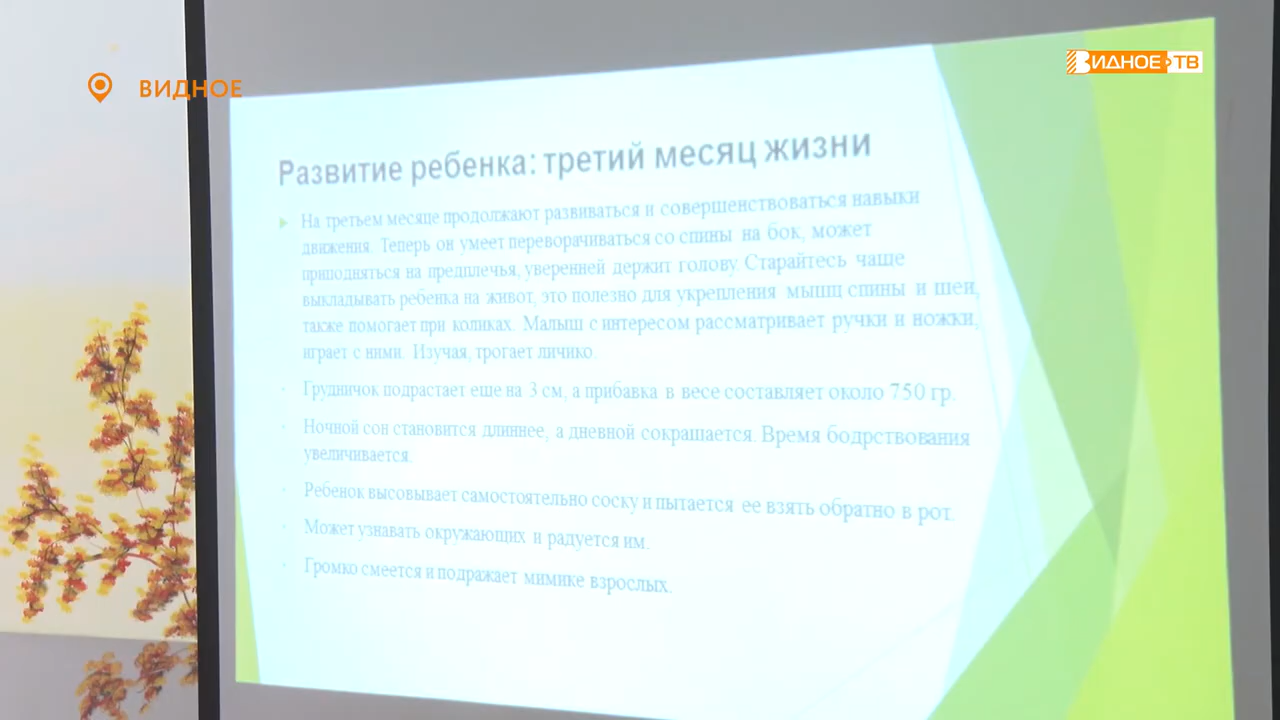 ВИДНОЕ
ВИДНОЕ ТВ
Развитие ребенка: третий месяц жизни
На третьем месяце продолжают развиваться и совершенствоваться навыки
движения. Теперь он умеет переворачиваться со спины на бок, может
приподняться на предплечья, уверенней держит голову. Старайтесь чаще
выкладывать ребенка на живот, это полезно для укрепления мышц спины и шеи,
также помогает при коликах. Малыш с интересом рассматривает ручки и ножки,
играет с ними. Изучая, трогает личико.
Грудничок подрастает еще на 3 см, а прибавка в весе составляет около 750 гр.
Ночной сон становится длиннее, а дневной сокращается. Время бодрствования
увеличивается.
Ребенок высовывает самостоятельно соску и пытается ее взять обратно в рот.
Может узнавать окружающих и радуется им.
Громко смеется и подражает мимике взрослых.